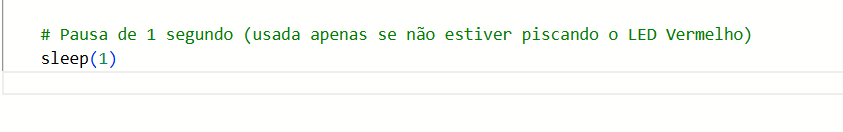 # Pausa de 1 segundo (usada apenas se não estiver piscando o LED Vermelho)
sleep(1)